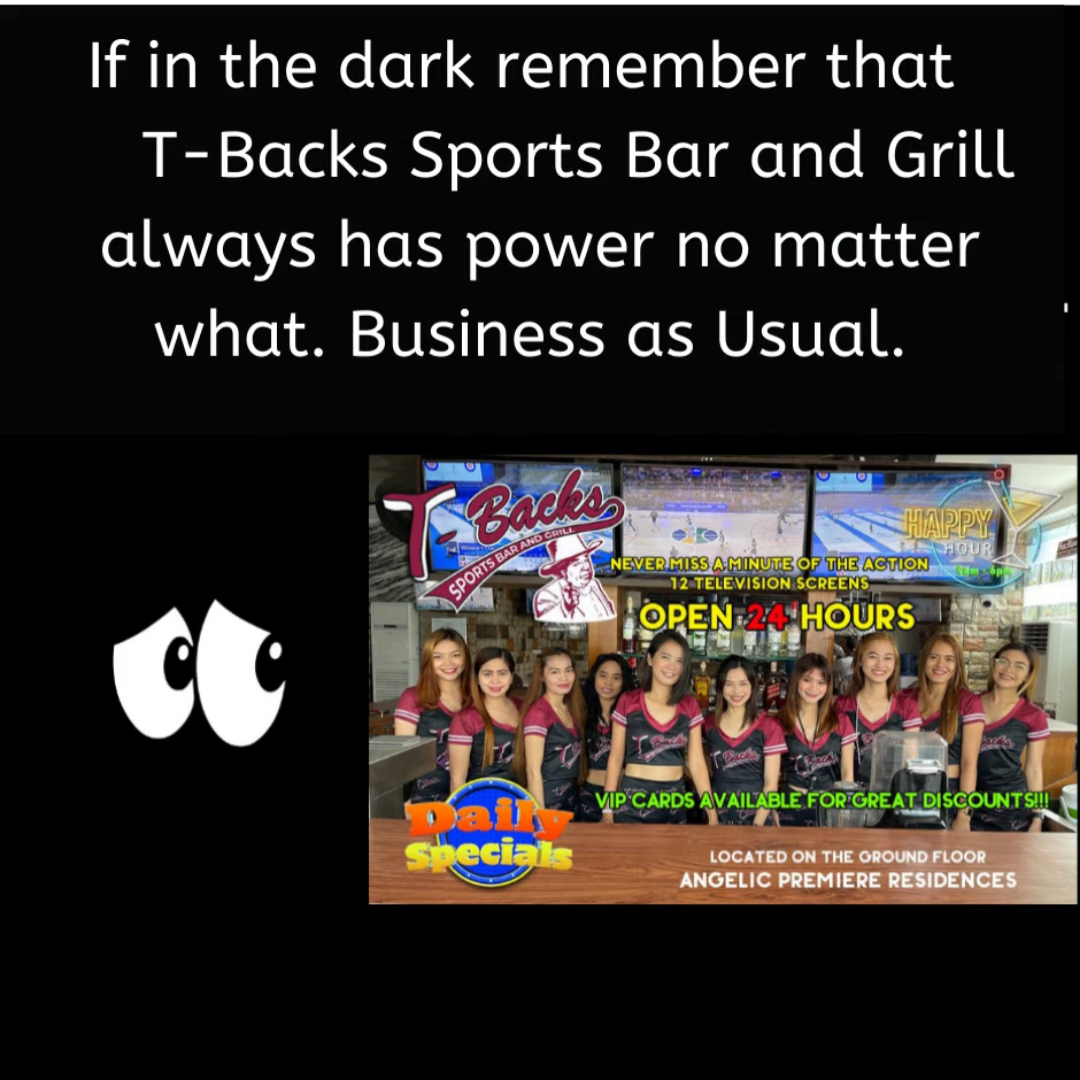 If in the dark remember that
T-Backs Sports Bar and Grill
always has power no matter
what. Business as Usual.
T-Backs
SPORTS BAR AND GRILL
HAPPY
HOUR
NEVER MISS A MINUTE OF THE ACTION
12 TELEVISION SCREENS
OPEN 24 HOURS
VIP CARDS AVAILABLE FOR GREAT DISCOUNTS!!!
Daily
Specials
LOCATED ON THE GROUND FLOOR
ANGELIC PREMIERE RESIDENCES